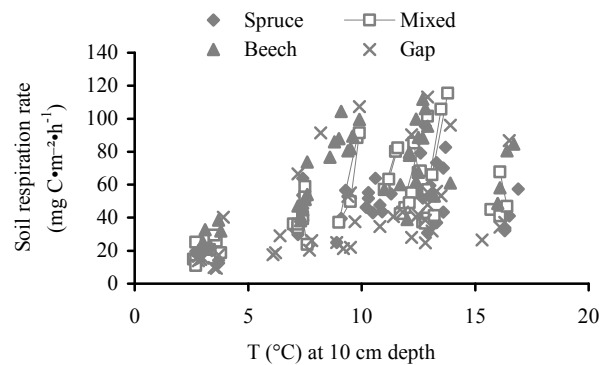 Spruce Mixed
Beech Gap
Soil respiration rate
(mg C•m⁻²•h⁻¹)
140
120
100
80
60
40
20
0
0 5 10 15 20
T (°C) at 10 cm depth